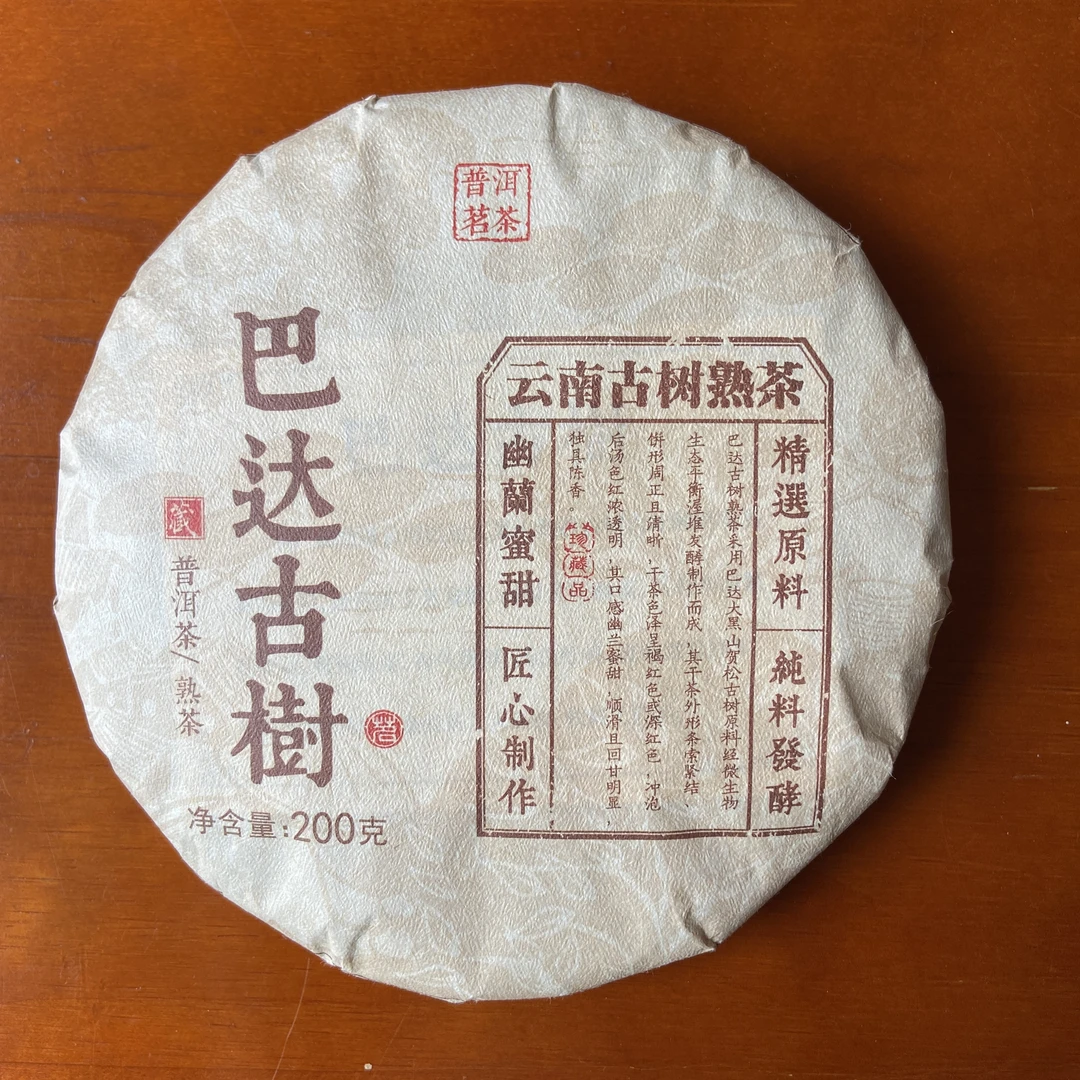 普洱
茗茶
巴达古樹
藏
普洱茶/熟茶
茗
净含量:200克
云南古树熟茶
精選原料
純料發酵
巴达古树熟茶采用巴达大黑山贺松古树原料经微生物
生态平衡渥堆发酵制作而成,其干茶外形条索紧结、
饼形周正且清晰,干茶色泽呈褐红色或深红色,冲泡
后汤色红浓透明,其口感幽兰蜜甜,顺滑且回甘明显,
独具陈香。
珍藏品
幽蘭蜜甜
匠心制作